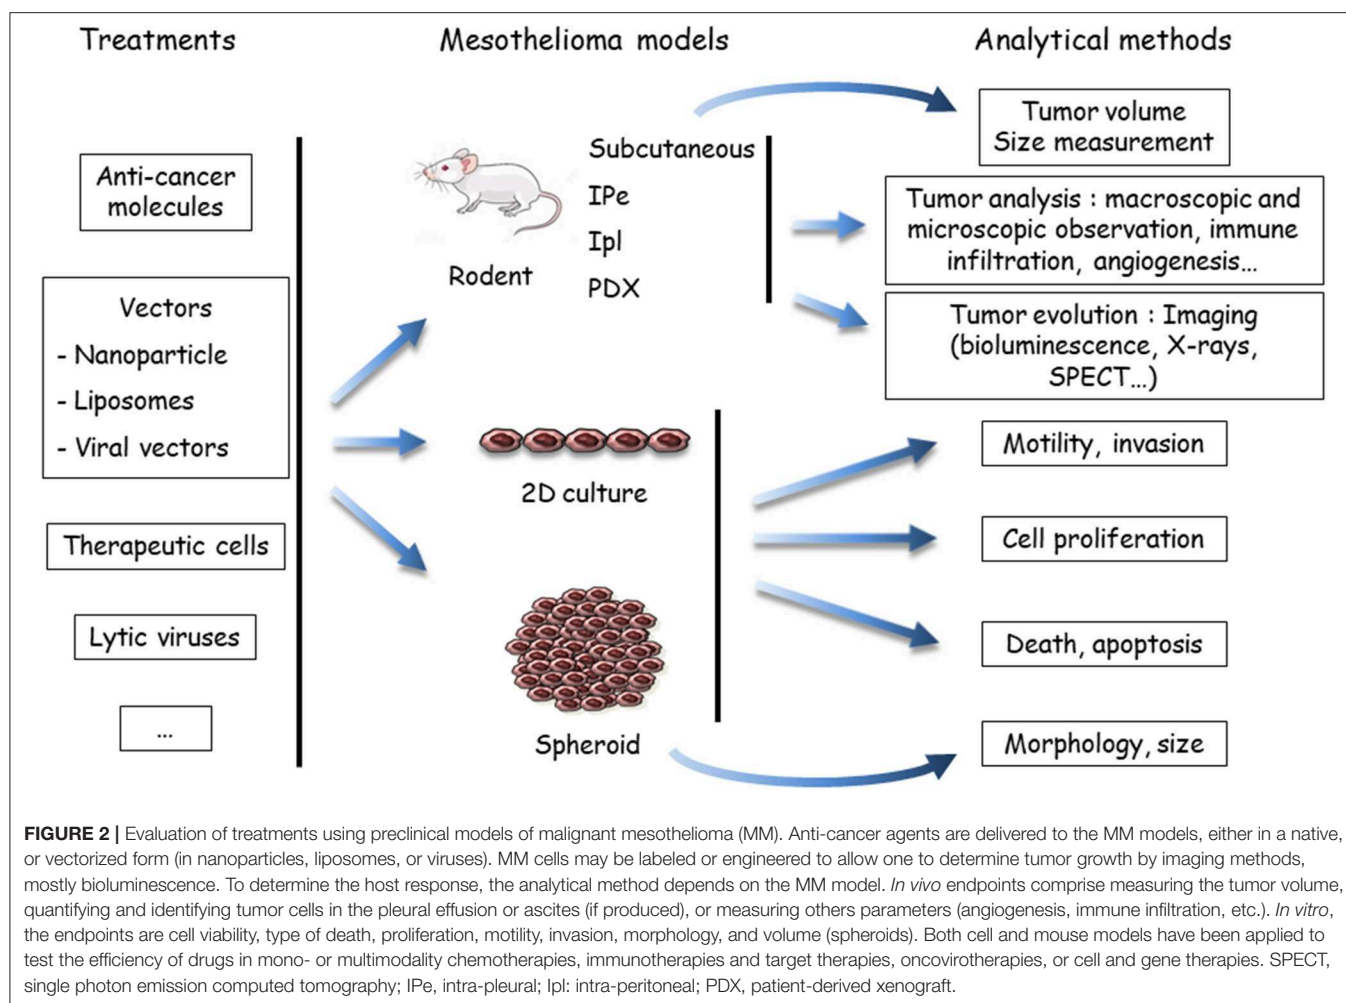 Treatments
Mesothelioma models
Analytical methods
Anti-cancer
molecules
Vectors
- Nanoparticle
- Liposomes
- Viral vectors
Therapeutic cells
Lytic viruses
...
Rodent
Subcutaneous
IPe
Ipl
PDX
2D culture
Spheroid
Tumor volume
Size measurement
Tumor analysis : macroscopic and
microscopic observation, immune
infiltration, angiogenesis...
Tumor evolution : Imaging
(bioluminescence, X-rays,
SPECT...)
Motility, invasion
Cell proliferation
Death, apoptosis
Morphology, size
FIGURE 2 | Evaluation of treatments using preclinical models of malignant mesothelioma (MM). Anti-cancer agents are delivered to the MM models, either in a native,
or vectorized form (in nanoparticles, liposomes, or viruses). MM cells may be labeled or engineered to allow one to determine tumor growth by imaging methods,
mostly bioluminescence. To determine the host response, the analytical method depends on the MM model. In vivo endpoints comprise measuring the tumor volume,
quantifying and identifying tumor cells in the pleural effusion or ascites (if produced), or measuring others parameters (angiogenesis, immune infiltration, etc.). In vitro,
the endpoints are cell viability, type of death, proliferation, motility, invasion, morphology, and volume (spheroids). Both cell and mouse models have been applied to
test the efficiency of drugs in mono- or multimodality chemotherapies, immunotherapies and target therapies, oncovirotherapies, or cell and gene therapies. SPECT,
single photon emission computed tomography; IPe, intra-pleural; Ipl: intra-peritoneal; PDX, patient-derived xenograft.